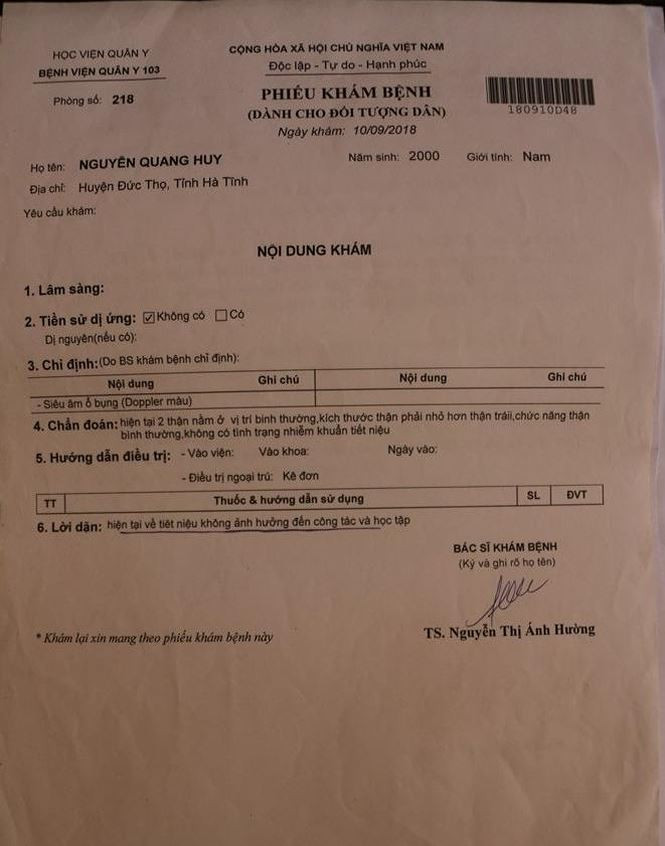 HỌC VIỆN QUÂN Y
BỆNH VIỆN QUÂN Y 103
Phòng số: 218
CỘNG HÒA XÃ HỘI CHỦ NGHĨA VIỆT NAM
Độc lập - Tự do - Hạnh phúc
PHIẾU KHÁM BỆNH
(DÀNH CHO ĐỐI TƯỢNG DÂN)
Ngày khám: 10/09/2018
180910D48
Họ tên: NGUYỄN QUANG HUY Năm sinh: 2000 Giới tính: Nam
Địa chỉ: Huyện Đức Thọ, Tỉnh Hà Tĩnh
Yêu cầu khám:
NỘI DUNG KHÁM
1. Lâm sàng:
2. Tiền sử dị ứng: ☑Không có ☐Có
Dị nguyên(nếu có):
3. Chỉ định:(Do BS khám bệnh chỉ định):
Nội dung Ghi chú Nội dung Ghi chú
- Siêu âm ổ bụng (Doppler màu)
4. Chẩn đoán: hiện tại 2 thận nằm ở vị trí bình thường,kích thước thận phải nhỏ hơn thận tráii,chức năng thận
bình thường,không có tình trạng nhiễm khuẩn tiết niệu
5. Hướng dẫn điều trị: - Vào viện: Vào khoa: Ngày vào:
- Điều trị ngoại trú: Kê đơn
TT Thuốc & hướng dẫn sử dụng SL ĐVT
6. Lời dặn: hiện tại về tiết niệu không ảnh hưởng đến công tác và học tập
BÁC SĨ KHÁM BỆNH
(Ký và ghi rõ họ tên)
TS. Nguyễn Thị Ánh Hường
* Khám lại xin mang theo phiếu khám bệnh này